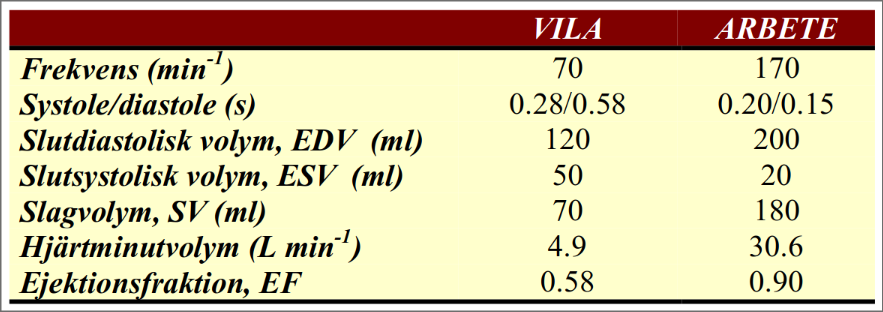 VILA ARBETE
Frekvens (min-1) 70 170
Systole/diastole (s) 0.28/0.58 0.20/0.15
Slutdiastolisk volym, EDV (ml) 120 200
Slutsystolisk volym, ESV (ml) 50 20
Slagvolym, SV (ml) 70 180
Hjärtminutvolym (L min-1) 4.9 30.6
Ejektionsfraktion, EF 0.58 0.90